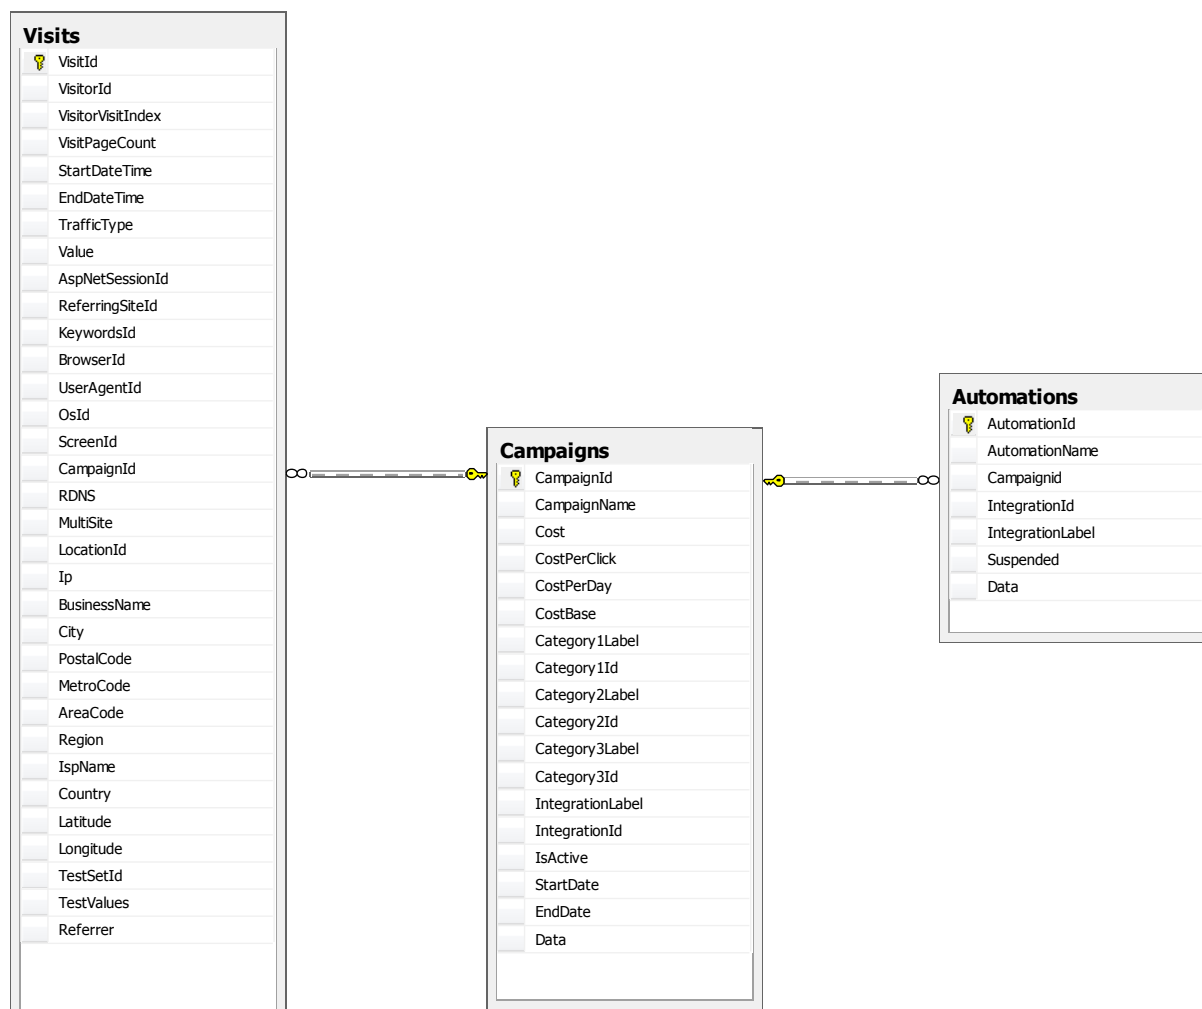 Visits
VisitId
VisitorId
VisitorVisitIndex
VisitPageCount
StartDateTime
EndDateTime
TrafficType
Value
AspNetSessionId
ReferringSiteId
KeywordsId
BrowserId
UserAgentId
OsId
ScreenId
CampaignId
RDNS
MultiSite
LocationId
Ip
BusinessName
City
PostalCode
MetroCode
AreaCode
Region
IspName
Country
Latitude
Longitude
TestSetId
TestValues
Referrer
Campaigns
CampaignId
CampaignName
Cost
CostPerClick
CostPerDay
CostBase
Category1Label
Category1Id
Category2Label
Category2Id
Category3Label
Category3Id
IntegrationLabel
IntegrationId
IsActive
StartDate
EndDate
Data
Automations
AutomationId
AutomationName
Campaignid
IntegrationId
IntegrationLabel
Suspended
Data